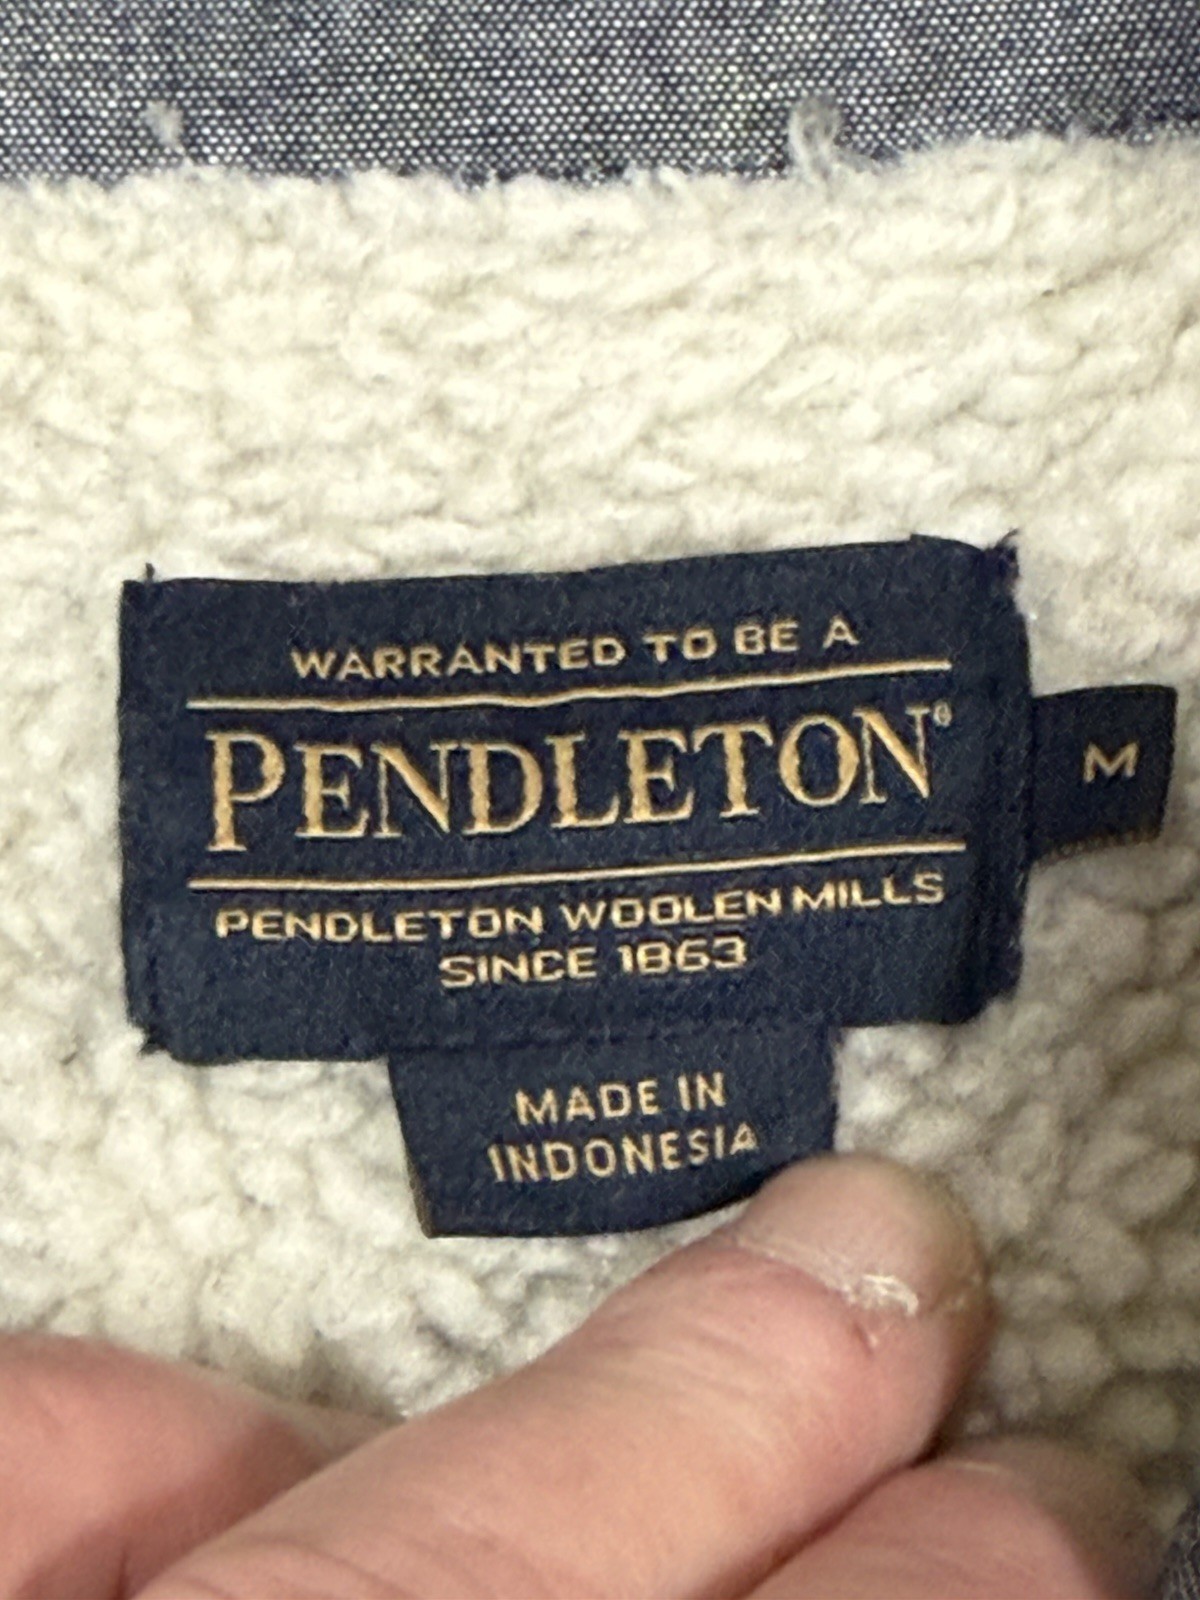 WARRANTED TO BE A
PENDLETON®
M
PENDLETON WOOLEN MILLS
SINCE 1863
MADE IN
INDONESIA